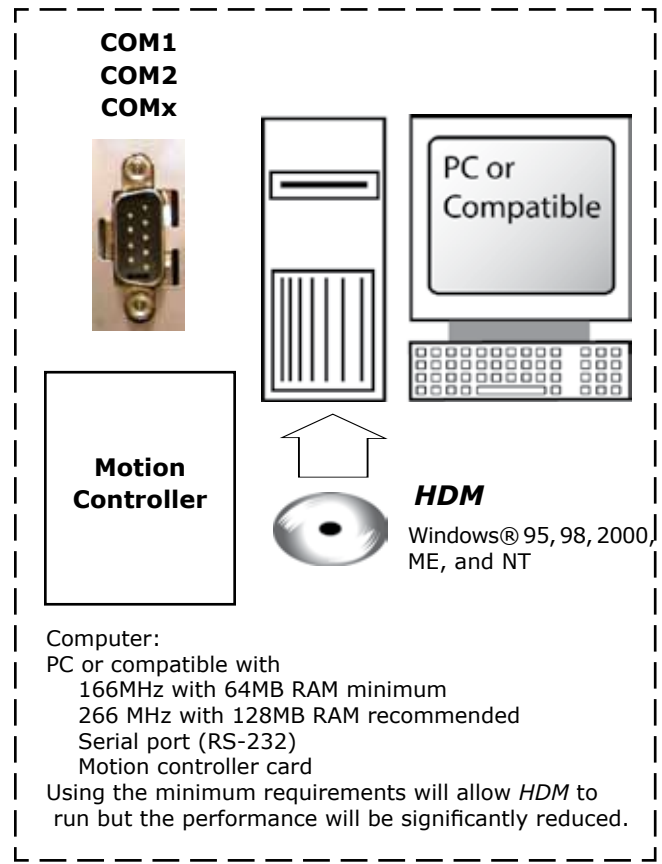 COM1
COM2
COMx
PC or
Compatible
Motion
Controller
HDM
Windows® 95, 98, 2000,
ME, and NT
Computer:
PC or compatible with
166MHz with 64MB RAM minimum
266 MHz with 128MB RAM recommended
Serial port (RS-232)
Motion controller card
Using the minimum requirements will allow HDM to
run but the performance will be significantly reduced.